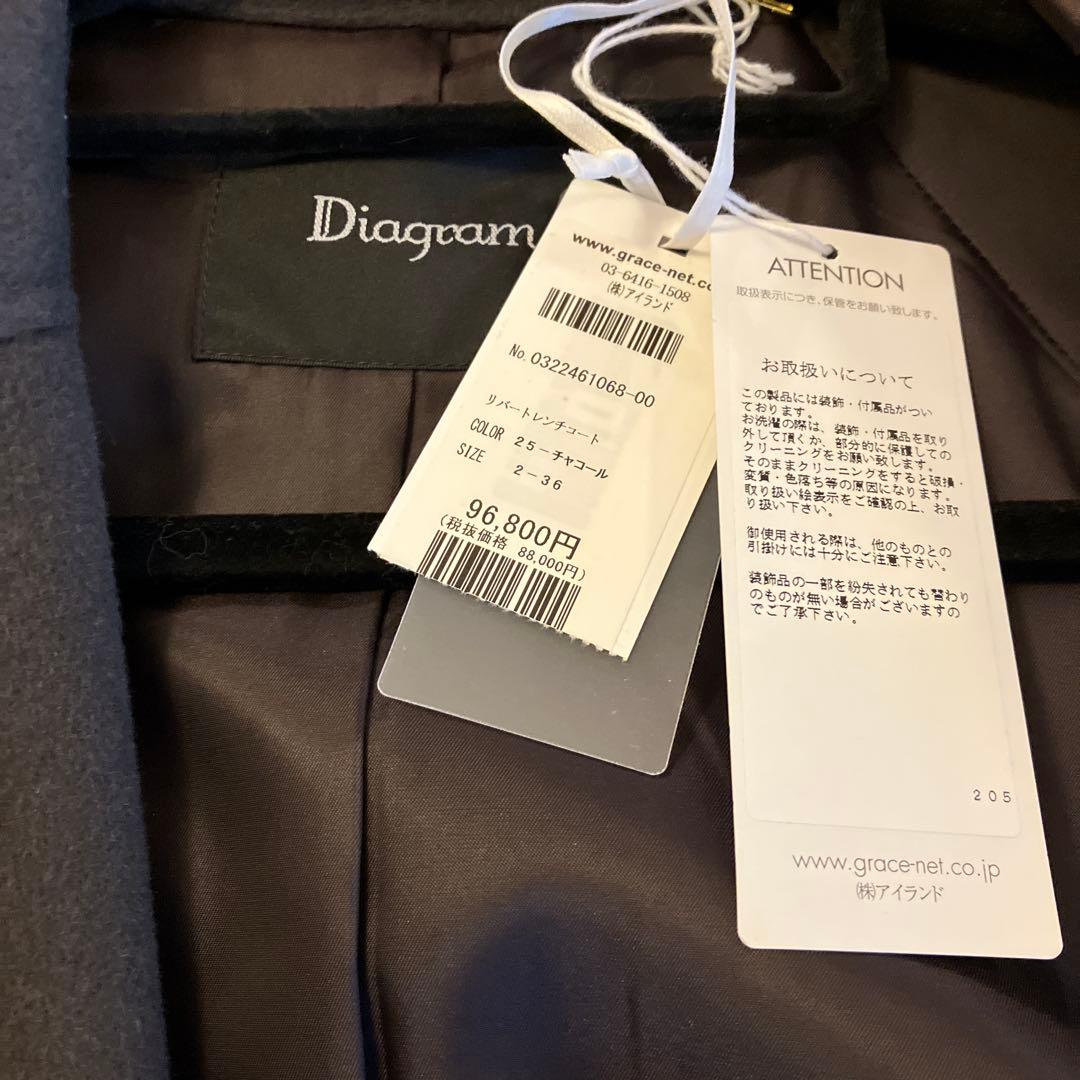 Diagram
www.grace-net.co
03-6416-1508
㈱アイランド
No. 0322461068-00
リバートレンチコート
COLOR 25-チャコール
SIZE 2-36
96,800円
(税抜価格 88,000円)
ATTENTION
取扱表示につき、保管をお願い致します。
お取扱いについて
この製品には装飾・付属品がつい
ております。
お洗濯の際は、装飾・付属品を取り
外して頂くか、部分的に保護しての
クリーニングをお願い致します。
そのままクリーニングをすると破損・
変質・色落ち等の原因になります。
取り扱い絵表示をご確認の上、お取
り扱い下さい。
御使用される際は、他のものとの
引掛けには十分にご注意下さい。
装飾品の一部を紛失されても替わり
のものが無い場合がございますの
でご了承下さい。
205
www.grace-net.co.jp
㈱アイランド